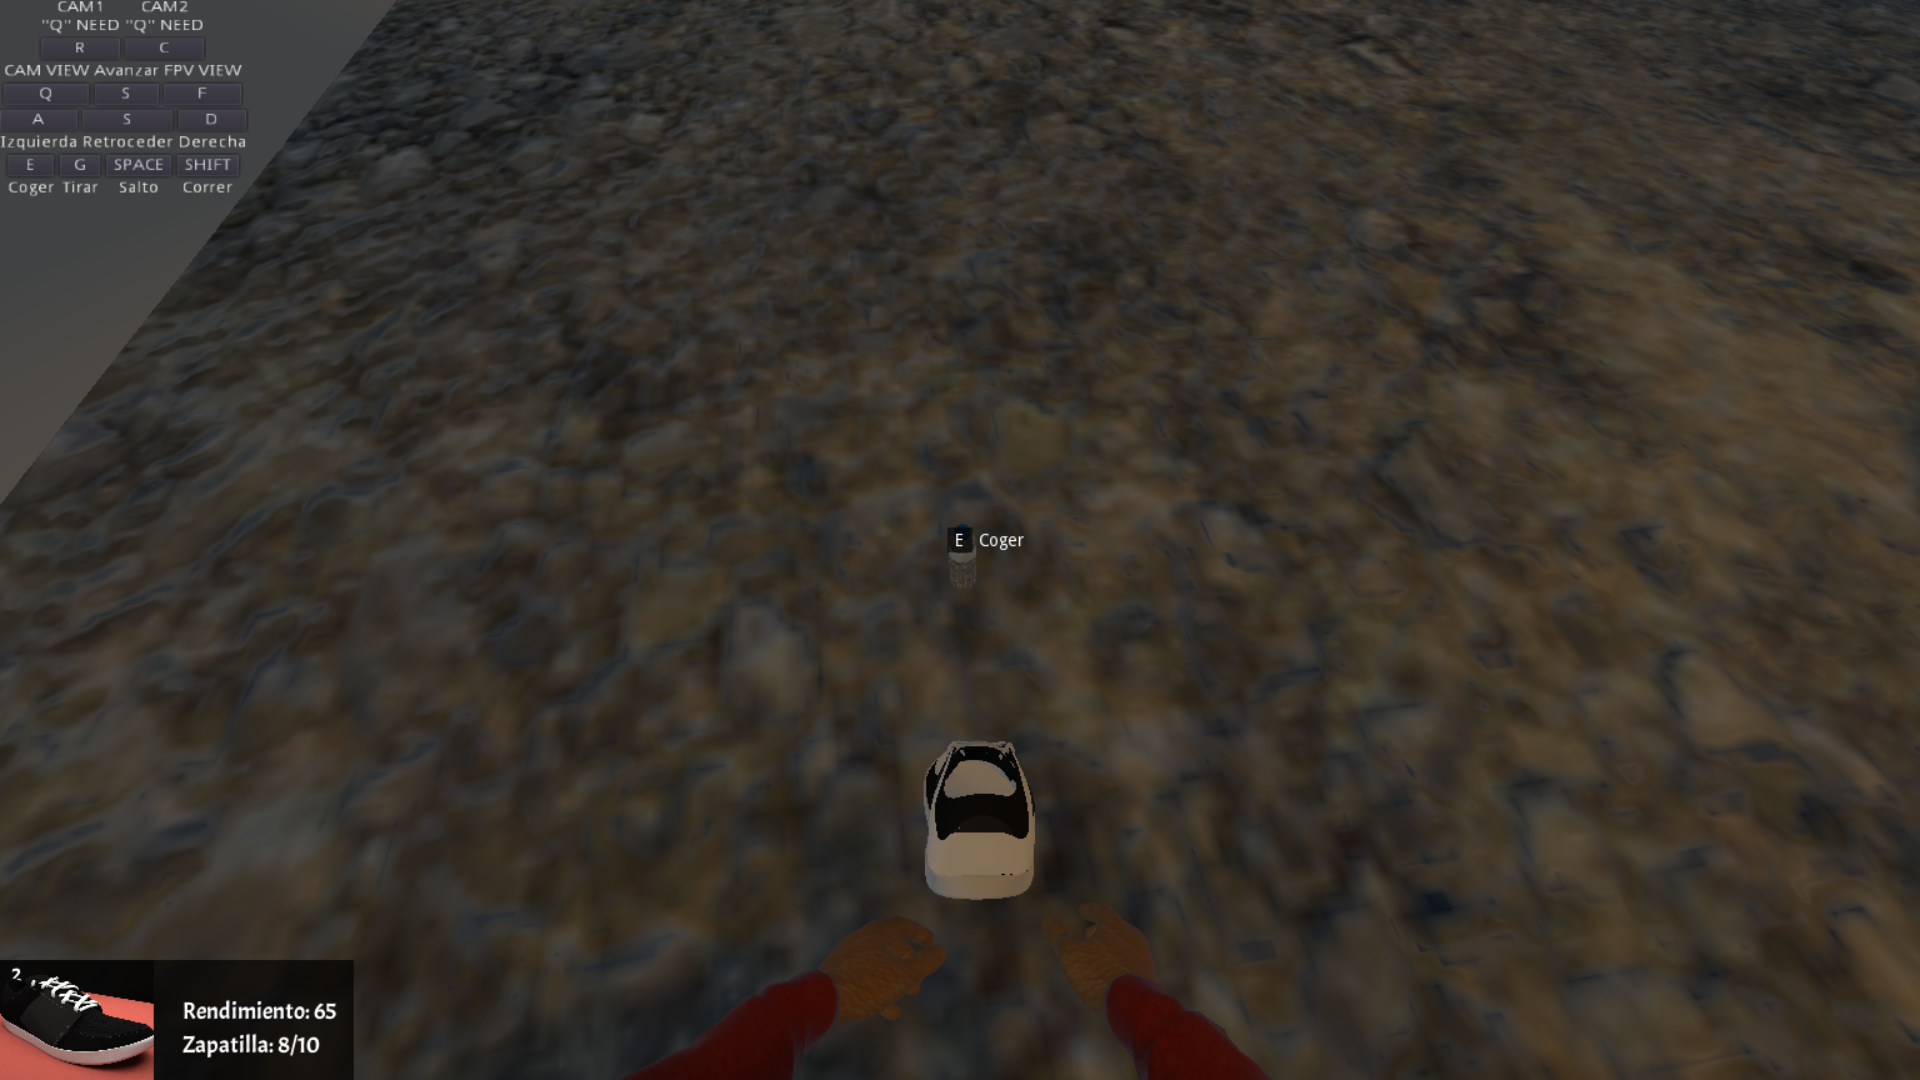 CAM1 CAM2
"Q" NEED "Q" NEED
R C
CAM VIEW Avanzar FPV VIEW
Q S F
A S D
Izquierda Retroceder Derecha
E G SPACE SHIFT
Coger Tirar Salto Correr
E Coger
2
Rendimiento: 65
Zapatilla: 8/10